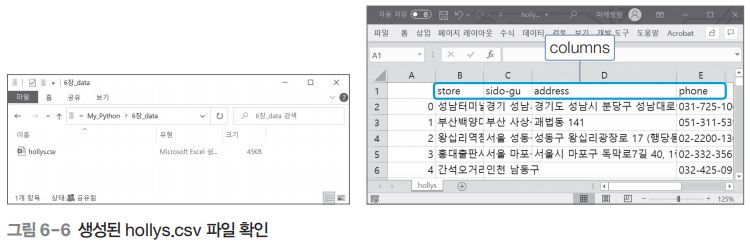 6장_data
파일 홈 공유 보기
My_Python > 6장_data
6장_data 검색
이름 유형 크기
hollys.csv Microsoft Excel 쉼... 45KB
1개 항목 상태: 공유됨
자동 저장 holly... 마케팅팀
파일 홈 삽입 페이지 레이아웃 수식 데이터 검토 보기 개발 도구 도움말 Acrobat
columns
A1 fx
A B C D E
1 store sido-gu address phone
2 0 성남터미널 경기 성남 경기도 성남시 분당구 성남대로 031-725-10
3 1 부산백양대 부산 사상 괘법동 141 051-311-53
4 2 왕십리역점 서울 성동 성동구 왕십리광장로 17 (행당동 02-2200-13
5 3 홍대출판사 서울 마포 서울시 마포구 독막로7길 40, 1 02-332-356
6 4 간석오거리 인천 남동구 032-425-09
hollys
125%
그림 6-6 생성된 hollys.csv 파일 확인